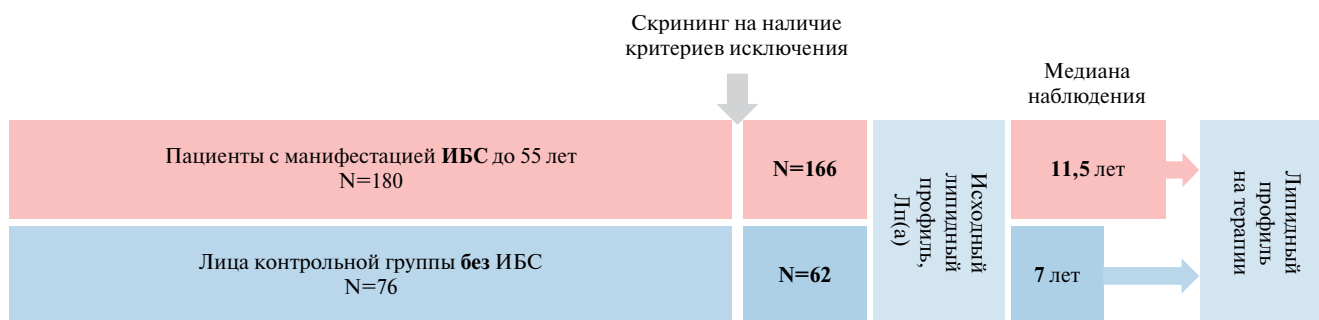 Скрининг на наличие
критериев исключения
Медиана
наблюдения
Пациенты с манифестацией ИБС до 55 лет
N=180
N=166
Исходный
липидный
профиль,
Лп(а)
11,5 лет
Липидный
профиль
на терапии
Лица контрольной группы без ИБС
N=76
N=62
7 лет